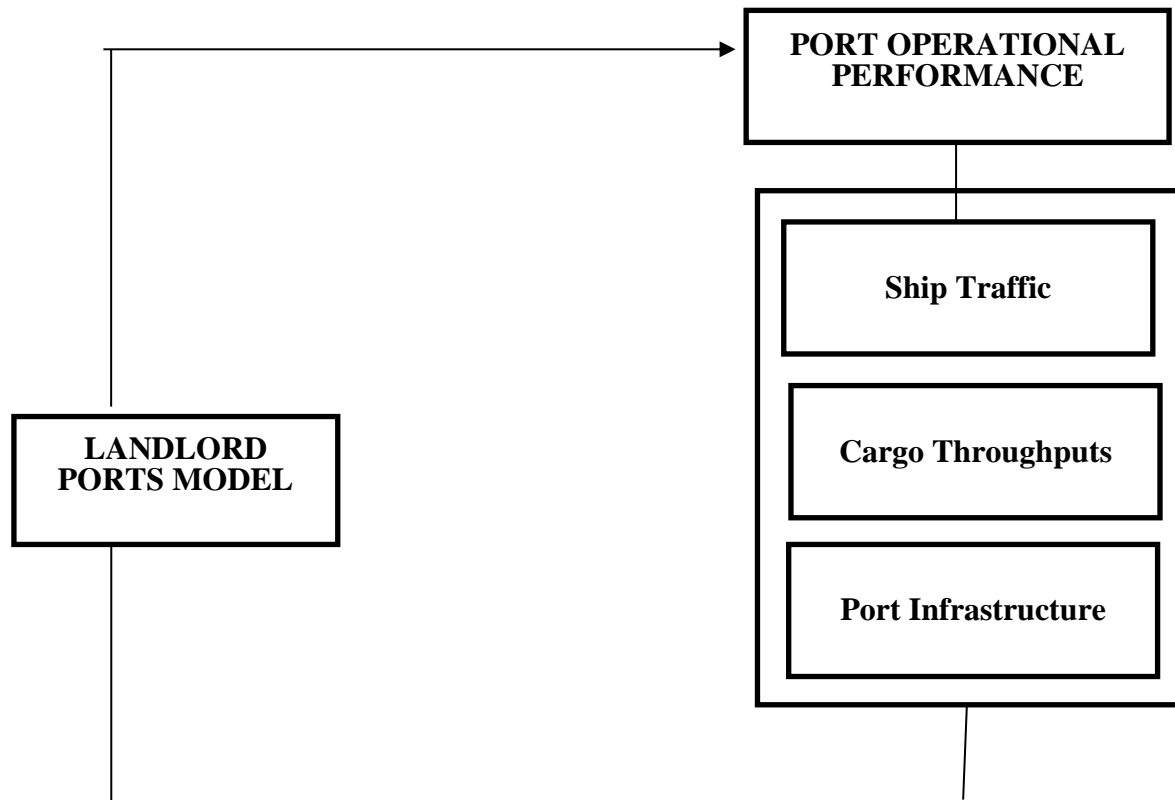 PORT OPERATIONAL
PERFORMANCE
Ship Traffic
LANDLORD
PORTS MODEL
Cargo Throughputs
Port Infrastructure